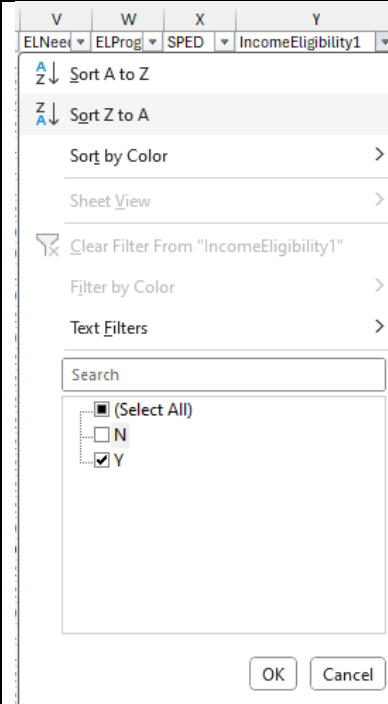 V W X Y
ELNeed ELProg SPED IncomeEligibility1
Sort A to Z
Sort Z to A
Sort by Color
Sheet View
Clear Filter From "IncomeEligibility1"
Filter by Color
Text Filters
Search
(Select All)
N
Y
OK Cancel